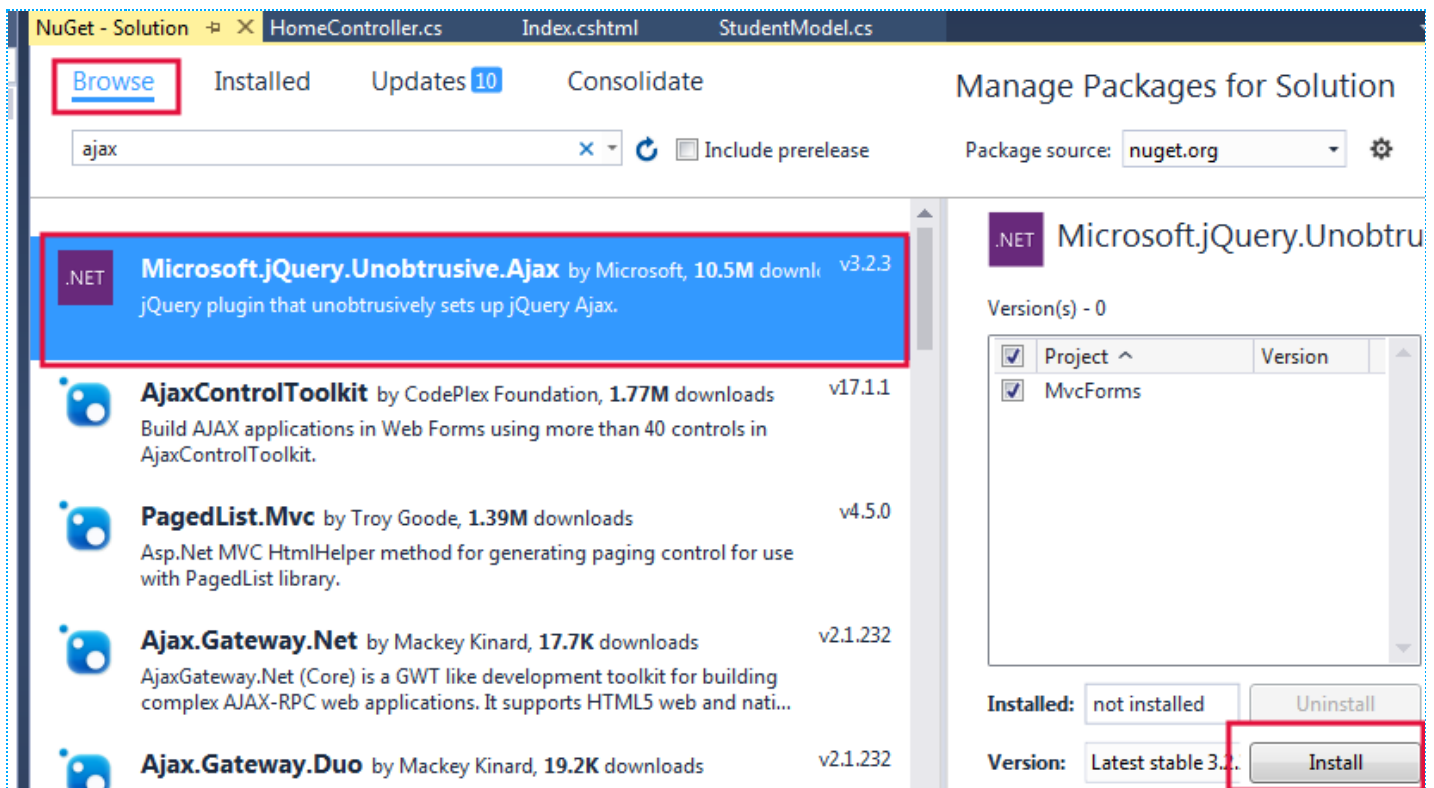 NuGet - Solution HomeController.cs Index.cshtml StudentModel.cs
Browse Installed Updates 10 Consolidate
Manage Packages for Solution
ajax
Include prerelease
Package source: nuget.org
.NET
Microsoft.jQuery.Unobtrusive.Ajax by Microsoft, 10.5M downl v3.2.3
jQuery plugin that unobtrusively sets up jQuery Ajax.
AjaxControlToolkit by CodePlex Foundation, 1.77M downloads v17.1.1
Build AJAX applications in Web Forms using more than 40 controls in
AjaxControlToolkit.
PagedList.Mvc by Troy Goode, 1.39M downloads v4.5.0
Asp.Net MVC HtmlHelper method for generating paging control for use
with PagedList library.
Ajax.Gateway.Net by Mackey Kinard, 17.7K downloads v2.1.232
AjaxGateway.Net (Core) is a GWT like development toolkit for building
complex AJAX-RPC web applications. It supports HTML5 web and nati...
Ajax.Gateway.Duo by Mackey Kinard, 19.2K downloads v2.1.232
.NET
Microsoft.jQuery.Unobtru
Version(s) - 0
Project Version
MvcForms
Installed: not installed Uninstall
Version: Latest stable 3.2. Install